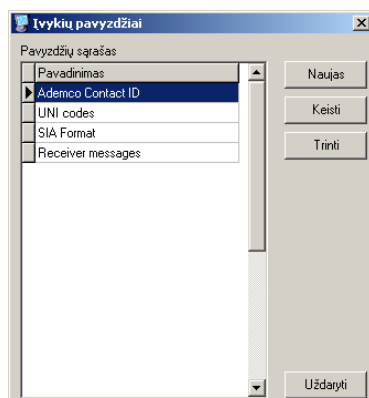 Įvykių pavyzdžiai
Pavyzdžių sąrašas
Pavadinimas
Ademco Contact ID
UNI codes
SIA Format
Receiver messages
Naujas
Keisti
Trinti
Uždaryti